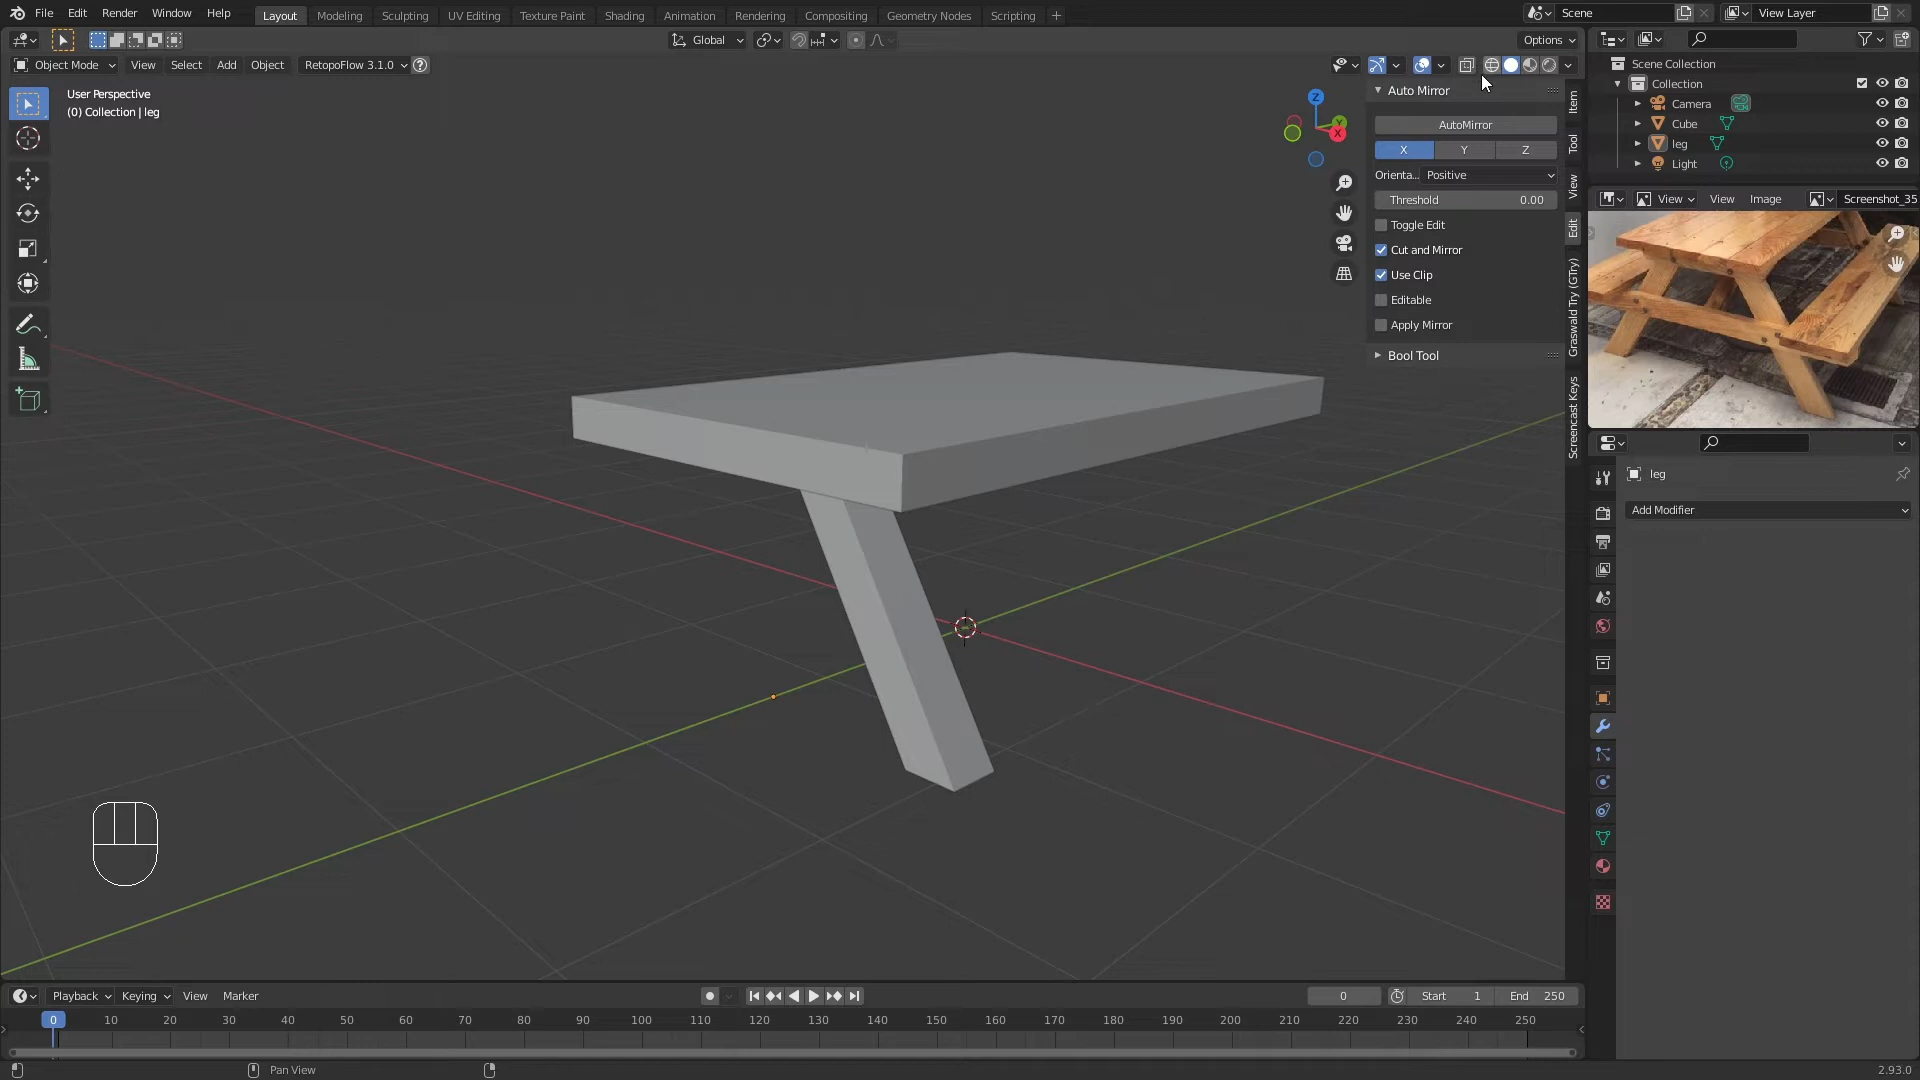 File Edit Render Window Help Layout Modeling Sculpting UV Editing Texture Paint Shading Animation Rendering Compositing Geometry Nodes Scripting + Scene View Layer
Global Options
Object Mode View Select Add Object RetopoFlow 3.1.0
User Perspective
(0) Collection | leg
Z
Y
X
Auto Mirror
AutoMirror
X Y Z
Orienta... Positive
Threshold 0.00
Toggle Edit
Cut and Mirror
Use Clip
Editable
Apply Mirror
Bool Tool
Item
Tool
View
Edit
Graswald Try (GTry)
Screencast Keys
Scene Collection
Collection
Camera
Cube
leg
Light
View View Image Screenshot_35
leg
Add Modifier
Playback Keying View Marker 0 Start 1 End 250
0 10 20 30 40 50 60 70 80 90 100 110 120 130 140 150 160 170 180 190 200 210 220 230 240 250
Pan View 2.93.0